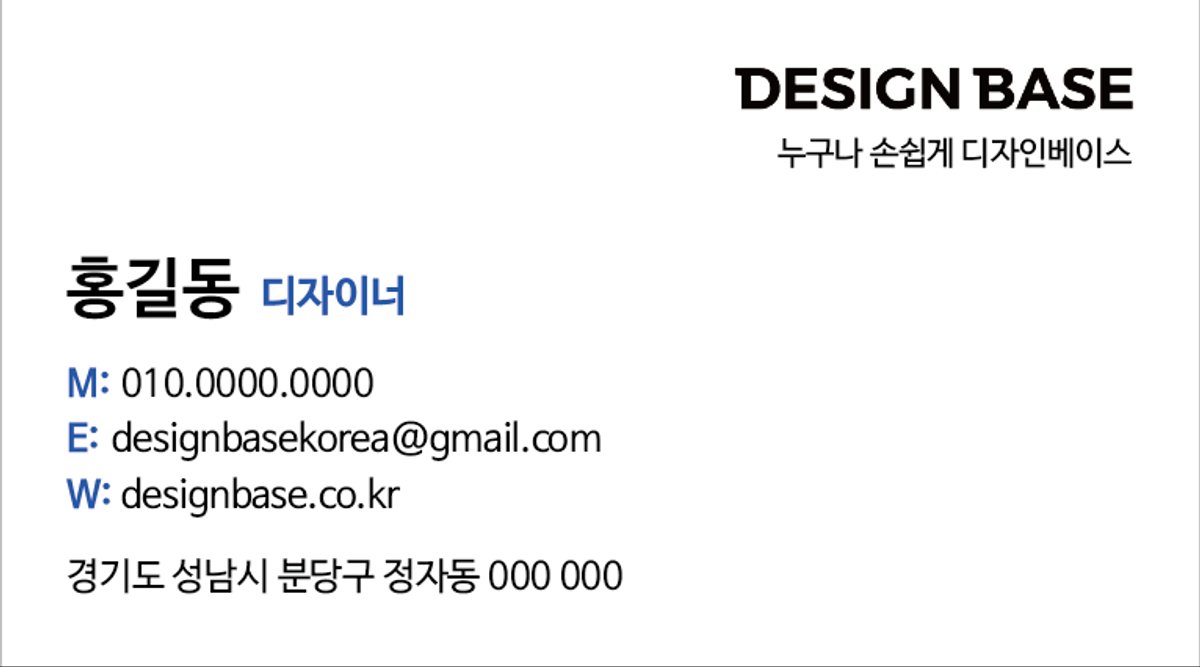 DESIGN BASE
누구나 손쉽게 디자인베이스
홍길동 디자이너
M: 010.0000.0000
E: designbasekorea@gmail.com
W: designbase.co.kr
경기도 성남시 분당구 정자동 000 000